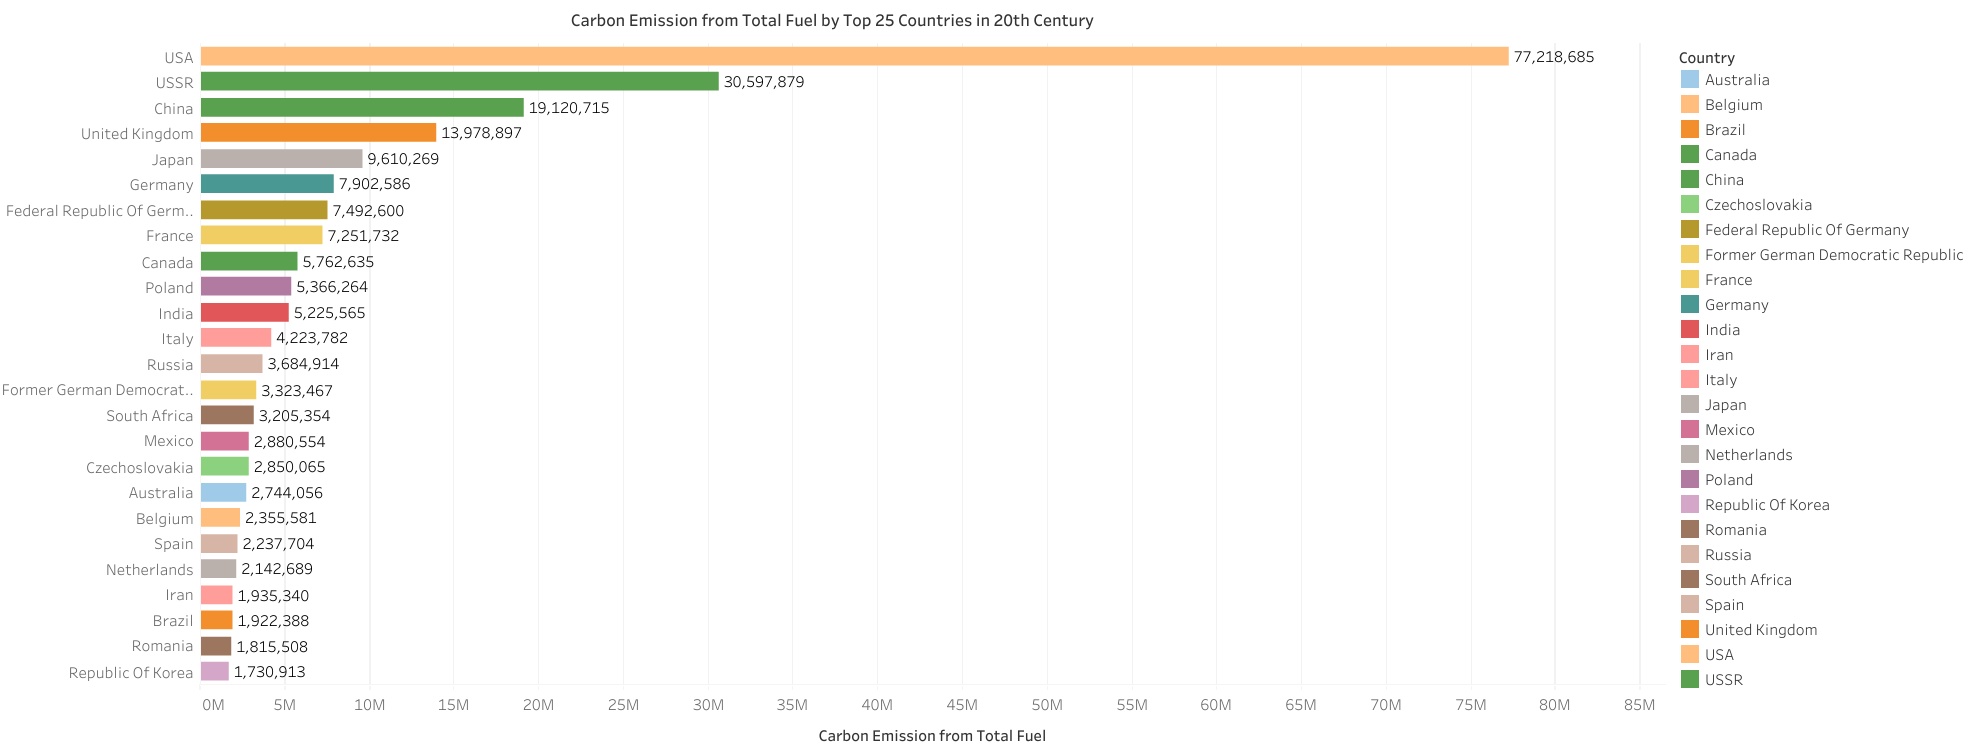 Carbon Emission from Total Fuel by Top 25 Countries in 20th Century
USA 77,218,685
USSR 30,597,879
China 19,120,715
United Kingdom 13,978,897
Japan 9,610,269
Germany 7,902,586
Federal Republic Of Germ.. 7,492,600
France 7,251,732
Canada 5,762,635
Poland 5,366,264
India 5,225,565
Italy 4,223,782
Russia 3,684,914
Former German Democrat.. 3,323,467
South Africa 3,205,354
Mexico 2,880,554
Czechoslovakia 2,850,065
Australia 2,744,056
Belgium 2,355,581
Spain 2,237,704
Netherlands 2,142,689
Iran 1,935,340
Brazil 1,922,388
Romania 1,815,508
Republic Of Korea 1,730,913
0M 5M 10M 15M 20M 25M 30M 35M 40M 45M 50M 55M 60M 65M 70M 75M 80M 85M
Carbon Emission from Total Fuel
Country
Australia
Belgium
Brazil
Canada
China
Czechoslovakia
Federal Republic Of Germany
Former German Democratic Republic
France
Germany
India
Iran
Italy
Japan
Mexico
Netherlands
Poland
Republic Of Korea
Romania
Russia
South Africa
Spain
United Kingdom
USA
USSR